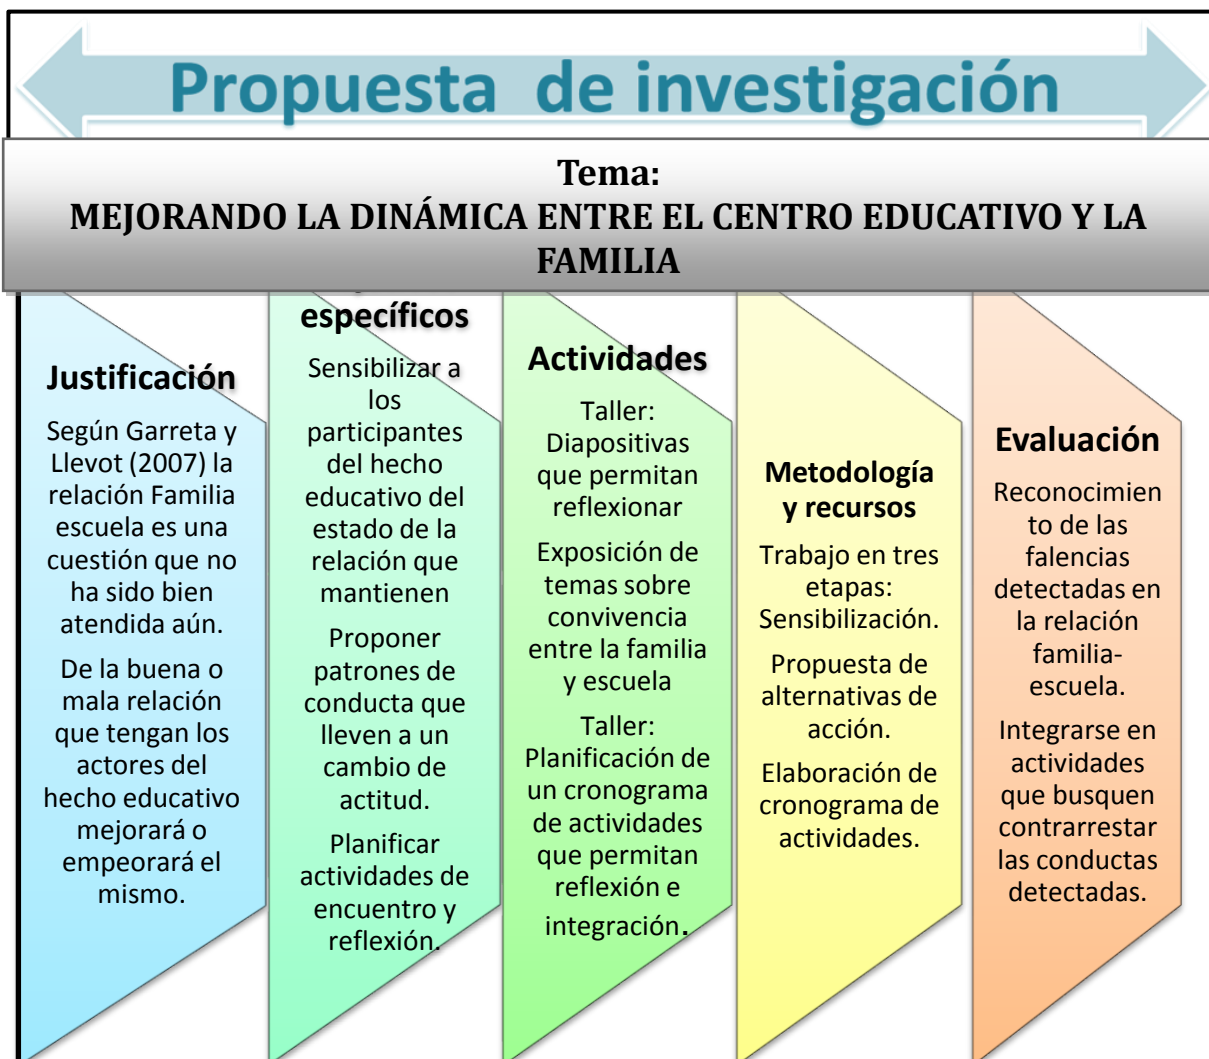 Propuesta de investigación
Tema:
MEJORANDO LA DINÁMICA ENTRE EL CENTRO EDUCATIVO Y LA
FAMILIA
Justificación
Según Garreta y
Llevot (2007) la
relación Familia
escuela es una
cuestión que no
ha sido bien
atendida aún.
De la buena o
mala relación
que tengan los
actores del
hecho educativo
mejorará o
empeorará el
mismo.
específicos
Sensibilizar a
los
participantes
del hecho
educativo del
estado de la
relación que
mantienen
Proponer
patrones de
conducta que
lleven a un
cambio de
actitud.
Planificar
actividades de
encuentro y
reflexión.
Actividades
Taller:
Diapositivas
que permitan
reflexionar
Exposición de
temas sobre
convivencia
entre la familia
y escuela
Taller:
Planificación de
un cronograma
de actividades
que permitan
reflexión e
integración.
Metodología
y recursos
Trabajo en tres
etapas:
Sensibilización.
Propuesta de
alternativas de
acción.
Elaboración de
cronograma de
actividades.
Evaluación
Reconocimien
to de las
falencias
detectadas en
la relación
familia-
escuela.
Integrarse en
actividades
que busquen
contrarrestar
las conductas
detectadas.